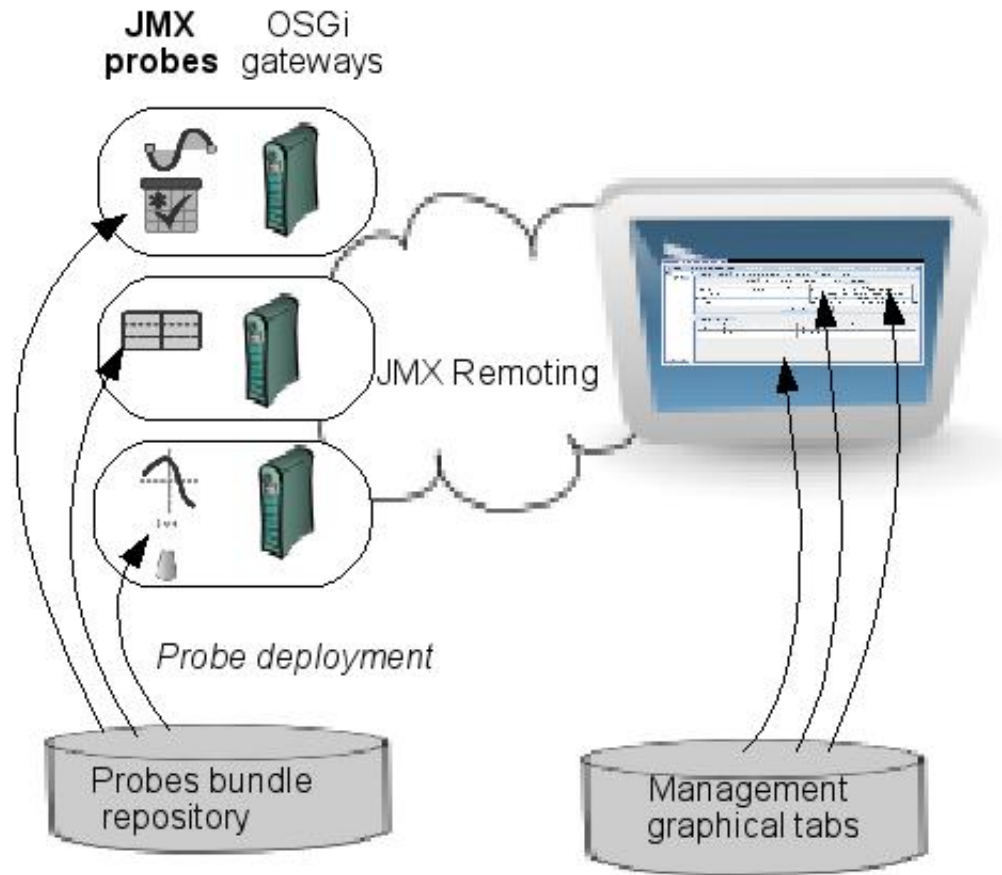 JMX
probes
OSGi
gateways
JMX Remoting
Probe deployment
Probes bundle
repository
Management
graphical tabs